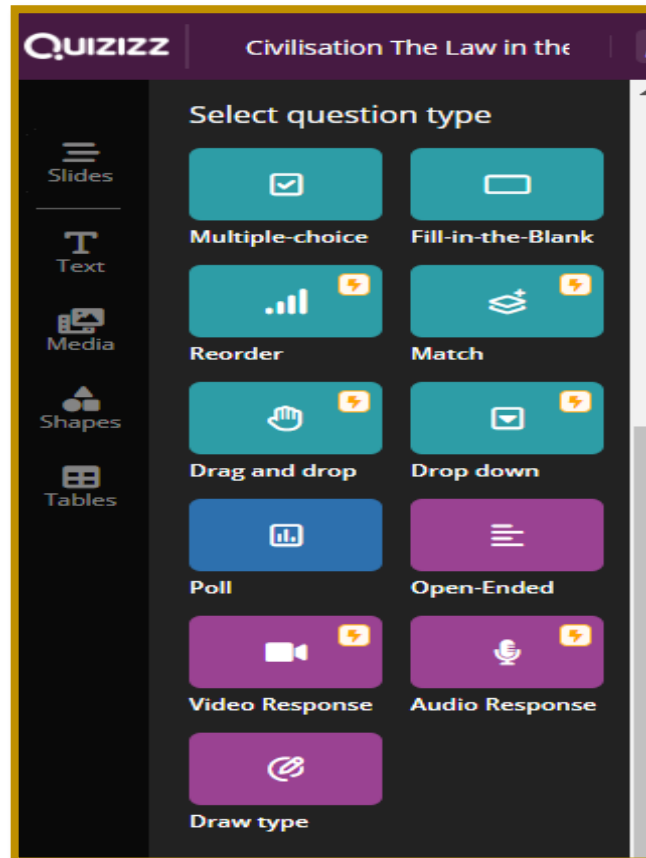 QUIZIZZ Civilisation The Law in the
Select question type
Slides
Text
Media
Shapes
Tables
Multiple-choice Fill-in-the-Blank
Reorder Match
Drag and drop Drop down
Poll Open-Ended
Video Response Audio Response
Draw type